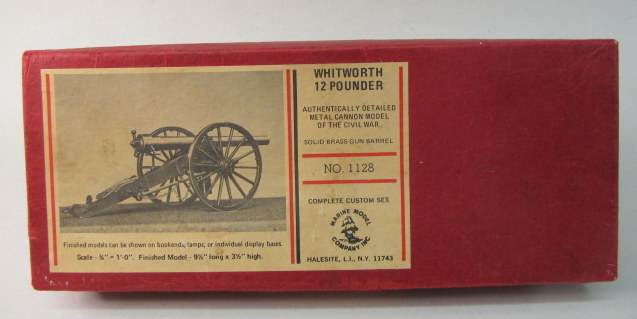 WHITWORTH
12 POUNDER
AUTHENTICALLY DETAILED
METAL CANNON MODEL
OF THE CIVIL WAR.
SOLID BRASS GUN BARREL
NO. 1128
COMPLETE CUSTOM SET.
MARINE MODEL
COMPANY, INC.
HALESITE, L.I., N.Y. 11743
Finished models can be shown on bookends, lamps, or individual display bases.
Scale - ¾" = 1'-0". Finished Model - 9½" long x 3½" high.